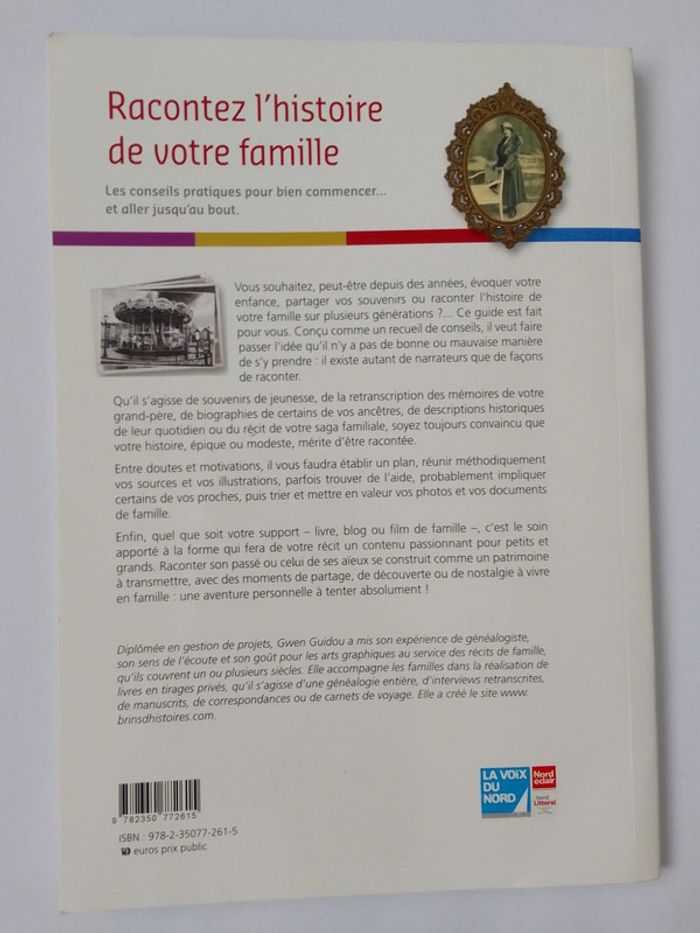 Racontez l'histoire
de votre famille
Les conseils pratiques pour bien commencer...
et aller jusqu'au bout.
Vous souhaitez, peut-être depuis des années, évoquer votre
enfance, partager vos souvenirs ou raconter l'histoire de
votre famille sur plusieurs générations ?... Ce guide est fait
pour vous. Conçu comme un recueil de conseils, il veut faire
passer l'idée qu'il n'y a pas de bonne ou mauvaise manière
de s'y prendre : il existe autant de narrateurs que de façons
de raconter.
Qu'il s'agisse de souvenirs de jeunesse, de la retranscription des mémoires de votre
grand-père, de biographies de certains de vos ancêtres, de descriptions historiques
de leur quotidien ou du récit de votre saga familiale, soyez toujours convaincu que
votre histoire, épique ou modeste, mérite d'être racontée.
Entre doutes et motivations, il vous faudra établir un plan, réunir méthodiquement
vos sources et vos illustrations, parfois trouver de l'aide, probablement impliquer
certains de vos proches, puis trier et mettre en valeur vos photos et vos documents
de famille.
Enfin, quel que soit votre support – livre, blog ou film de famille –, c'est le soin
apporté à la forme qui fera de votre récit un contenu passionnant pour petits et
grands. Raconter son passé ou celui de ses aïeux se construit comme un patrimoine
à transmettre, avec des moments de partage, de découverte ou de nostalgie à vivre
en famille : une aventure personnelle à tenter absolument !
Diplômée en gestion de projets, Gwen Guidou a mis son expérience de généalogiste,
son sens de l'écoute et son goût pour les arts graphiques au service des récits de famille,
qu'ils couvrent un ou plusieurs siècles. Elle accompagne les familles dans la réalisation de
livres en tirages privés, qu'il s'agisse d'une généalogie entière, d'interviews retranscrites,
de manuscrits, de correspondances ou de carnets de voyage. Elle a créé le site www.
brinsdhistoires.com.
LA VOIX
DU
NORD
Nord
éclair
Nord
Littoral
9 782350 772615
ISBN : 978-2-35077-261-5
euros prix public